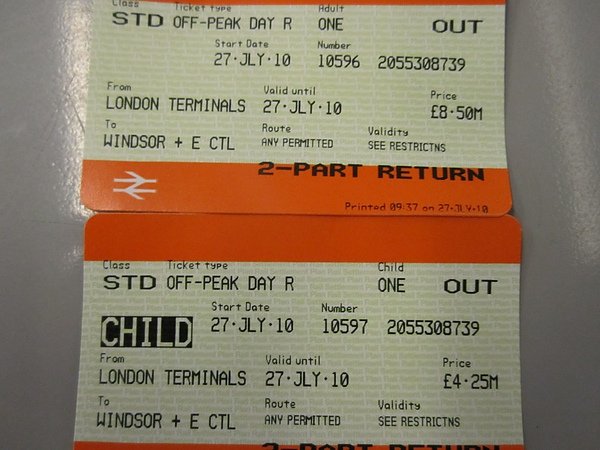 Class Ticket type Adult
STD OFF-PEAK DAY R ONE OUT
Start Date Number
27·JLY·10 10596 2055308739
From Valid until Price
LONDON TERMINALS 27·JLY·10 £8·50M
To Route Validity
WINDSOR + E CTL ANY PERMITTED SEE RESTRICTNS
2-PART RETURN
Printed 09:37 on 27·JLY·10
Class Ticket type Child
STD OFF-PEAK DAY R ONE OUT
Start Date Number
CHILD 27·JLY·10 10597 2055308739
From Valid until Price
LONDON TERMINALS 27·JLY·10 £4·25M
To Route Validity
WINDSOR + E CTL ANY PERMITTED SEE RESTRICTNS
2-PART RETURN